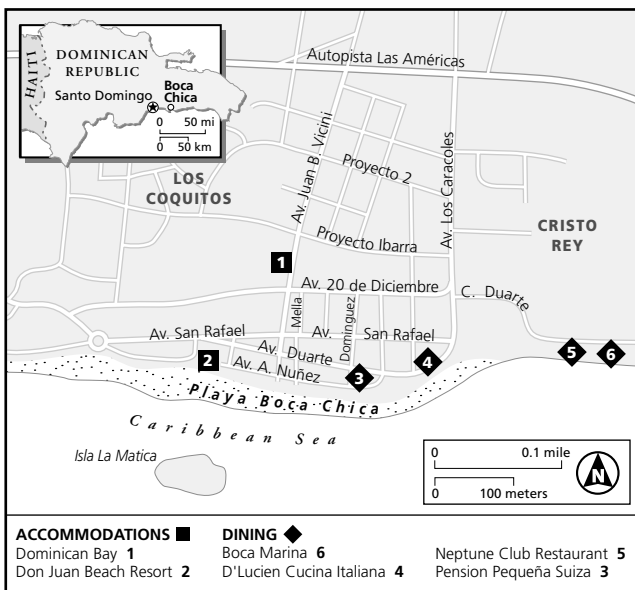 HAITI
DOMINICAN
REPUBLIC
Santo Domingo
Boca
Chica
0 50 mi
0 50 km
Autopista Las Américas
LOS
COQUITOS
Av. Juan B. Vicini
Proyecto 2
Av. Los Caracoles
CRISTO
REY
Proyecto Ibarra
1
Av. 20 de Diciembre
C. Duarte
Mella
Dominguez
Av. San Rafael
Av. San Rafael
Av. Duarte
Av. A. Nuñez
2
3
4
5
6
Playa Boca Chica
Caribbean Sea
Isla La Matica
0 0.1 mile
0 100 meters
N
ACCOMMODATIONS
Dominican Bay 1
Don Juan Beach Resort 2
DINING
Boca Marina 6
D'Lucien Cucina Italiana 4
Neptune Club Restaurant 5
Pension Pequeña Suiza 3